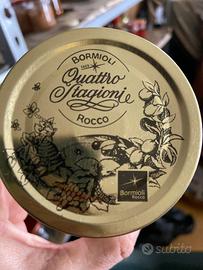 BORMIOLI
Quattro
Stagioni
ROCCO
Bormioli
Rocco
subito